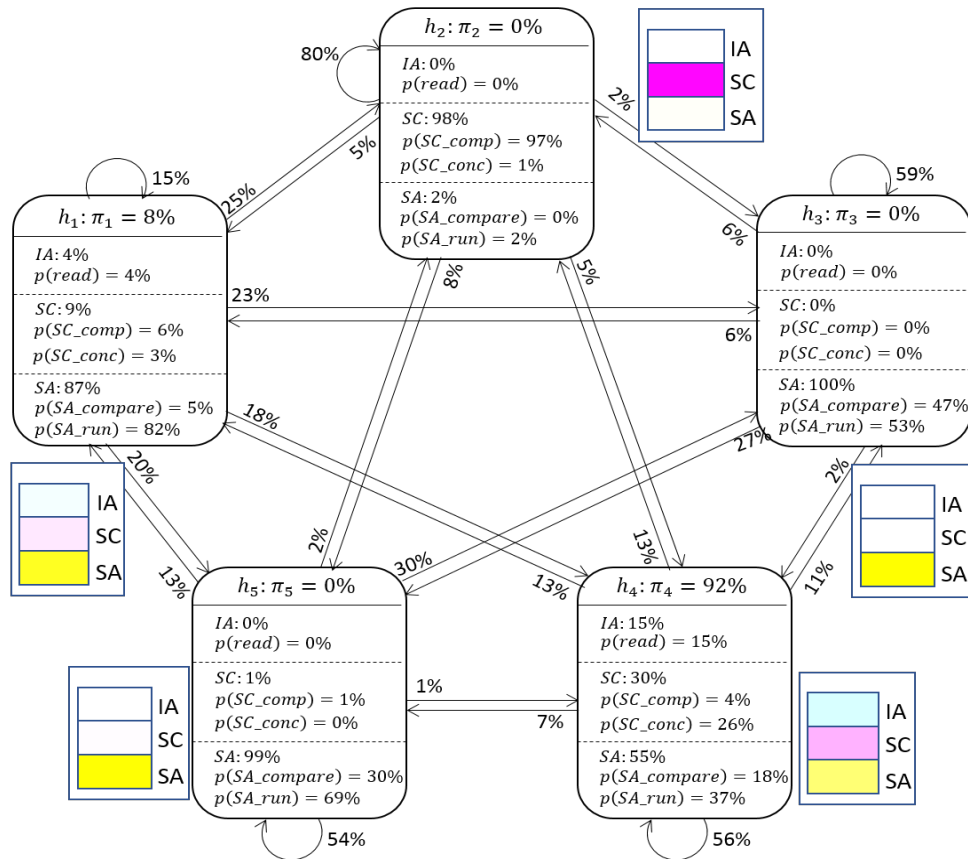 h₂: π₂ = 0%
IA: 0%
p(read) = 0%
SC: 98%
p(SC_comp) = 97%
p(SC_conc) = 1%
SA: 2%
p(SA_compare) = 0%
p(SA_run) = 2%
80%
IA
SC
SA
2%
6%
25%
5%
15%
h₁: π₁ = 8%
IA: 4%
p(read) = 4%
SC: 9%
p(SC_comp) = 6%
p(SC_conc) = 3%
SA: 87%
p(SA_compare) = 5%
p(SA_run) = 82%
59%
h₃: π₃ = 0%
IA: 0%
p(read) = 0%
SC: 0%
p(SC_comp) = 0%
p(SC_conc) = 0%
SA: 100%
p(SA_compare) = 47%
p(SA_run) = 53%
8%
5%
23%
6%
18%
27%
20%
2%
IA
SC
SA
IA
SC
SA
13%
2%
30%
13%
13%
11%
h₅: π₅ = 0%
IA: 0%
p(read) = 0%
SC: 1%
p(SC_comp) = 1%
p(SC_conc) = 0%
SA: 99%
p(SA_compare) = 30%
p(SA_run) = 69%
54%
IA
SC
SA
1%
7%
h₄: π₄ = 92%
IA: 15%
p(read) = 15%
SC: 30%
p(SC_comp) = 4%
p(SC_conc) = 26%
SA: 55%
p(SA_compare) = 18%
p(SA_run) = 37%
56%
IA
SC
SA